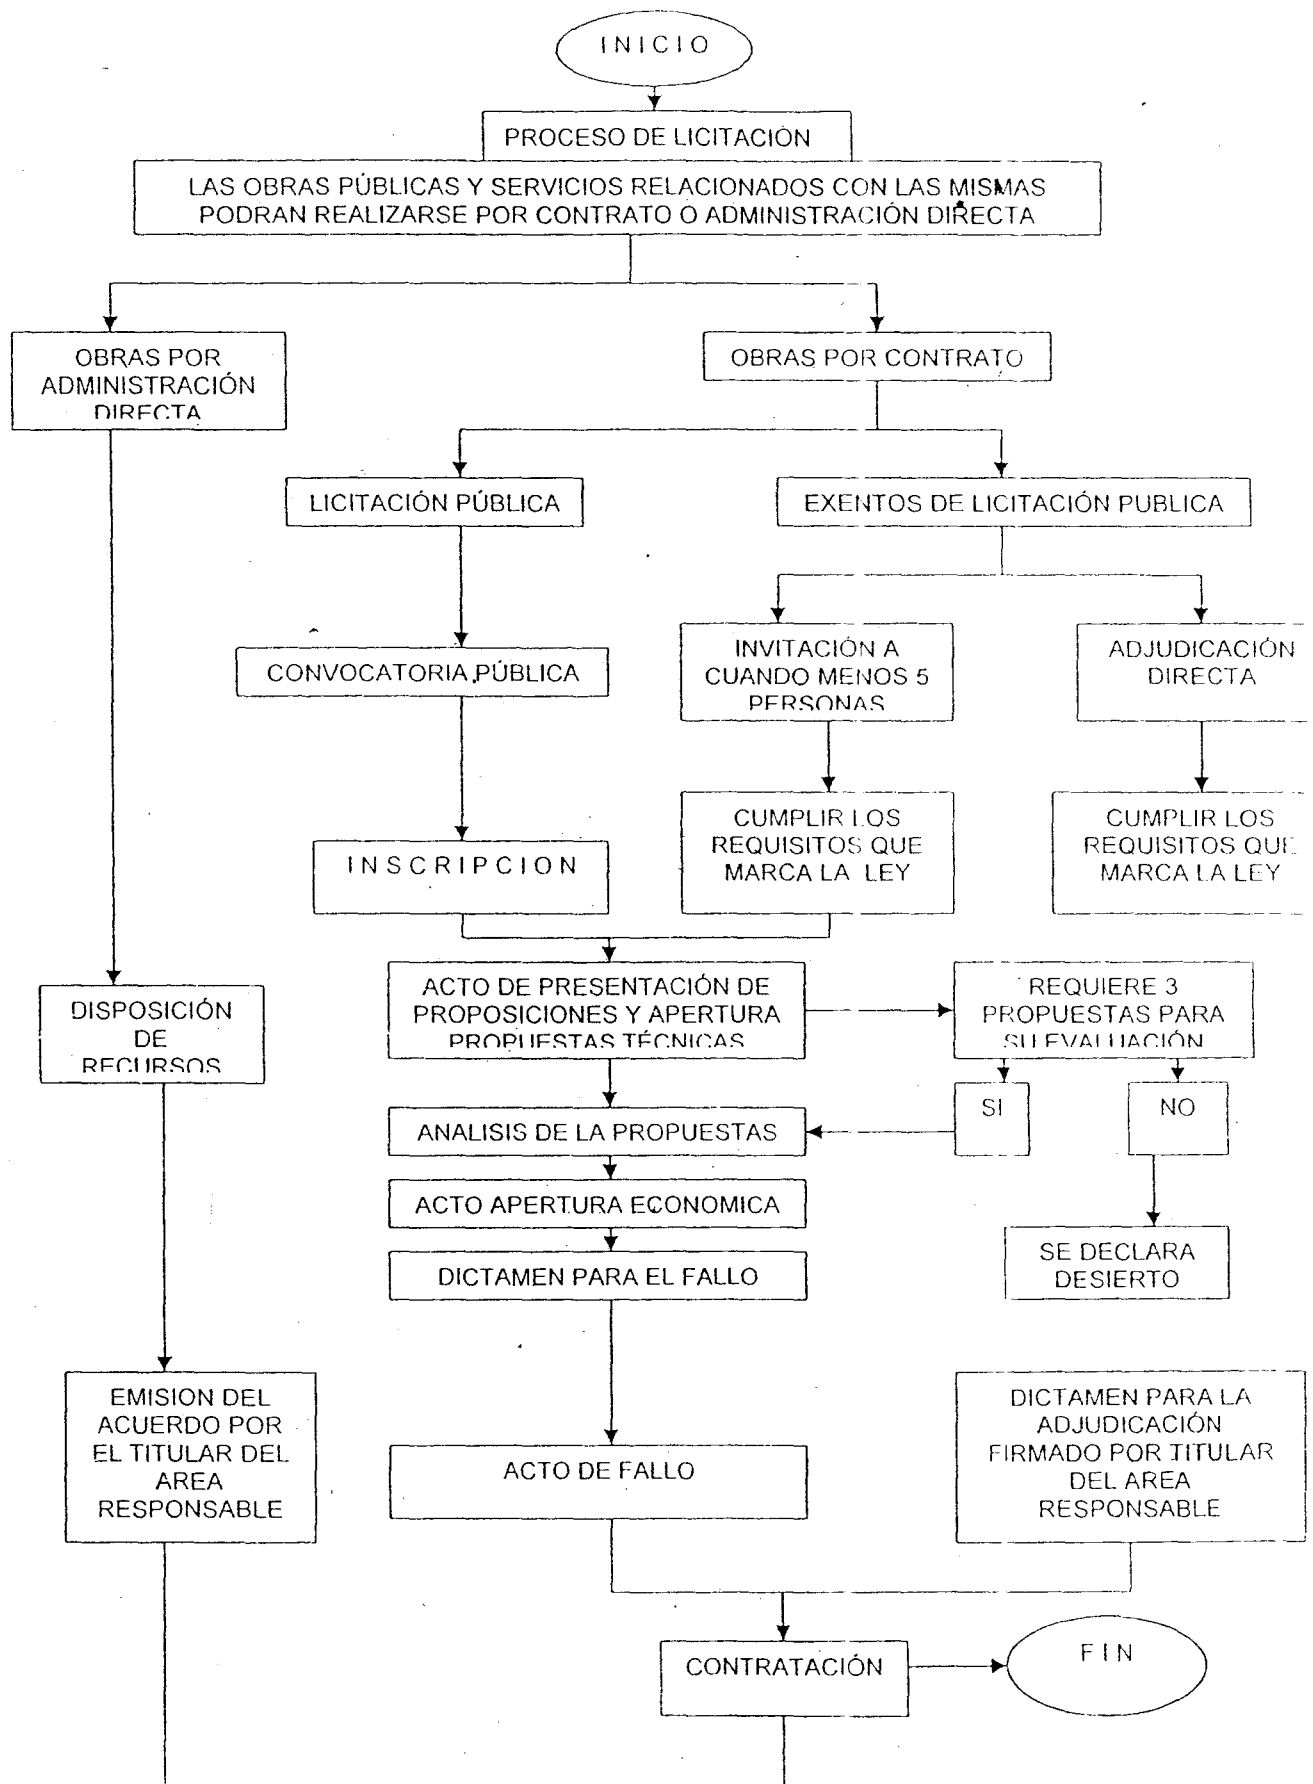 INICIO
PROCESO DE LICITACIÓN
LAS OBRAS PÚBLICAS Y SERVICIOS RELACIONADOS CON LAS MISMAS
PODRAN REALIZARSE POR CONTRATO O ADMINISTRACIÓN DIRECTA
OBRAS POR
ADMINISTRACIÓN
DIRECTA
OBRAS POR CONTRATO
LICITACIÓN PÚBLICA
EXENTOS DE LICITACIÓN PUBLICA
CONVOCATORIA PÚBLICA
INVITACIÓN A
CUANDO MENOS 5
PERSONAS
ADJUDICACIÓN
DIRECTA
INSCRIPCION
CUMPLIR LOS
REQUISITOS QUE
MARCA LA LEY
CUMPLIR LOS
REQUISITOS QUE
MARCA LA LEY
DISPOSICIÓN
DE
RECURSOS
ACTO DE PRESENTACIÓN DE
PROPOSICIONES Y APERTURA
PROPUESTAS TÉCNICAS
REQUIERE 3
PROPUESTAS PARA
SU EVALUACIÓN
SI
NO
ANALISIS DE LA PROPUESTAS
ACTO APERTURA ECONOMICA
DICTAMEN PARA EL FALLO
SE DECLARA
DESIERTO
EMISION DEL
ACUERDO POR
EL TITULAR DEL
AREA
RESPONSABLE
ACTO DE FALLO
DICTAMEN PARA LA
ADJUDICACIÓN
FIRMADO POR TITULAR
DEL AREA
RESPONSABLE
CONTRATACIÓN
FIN